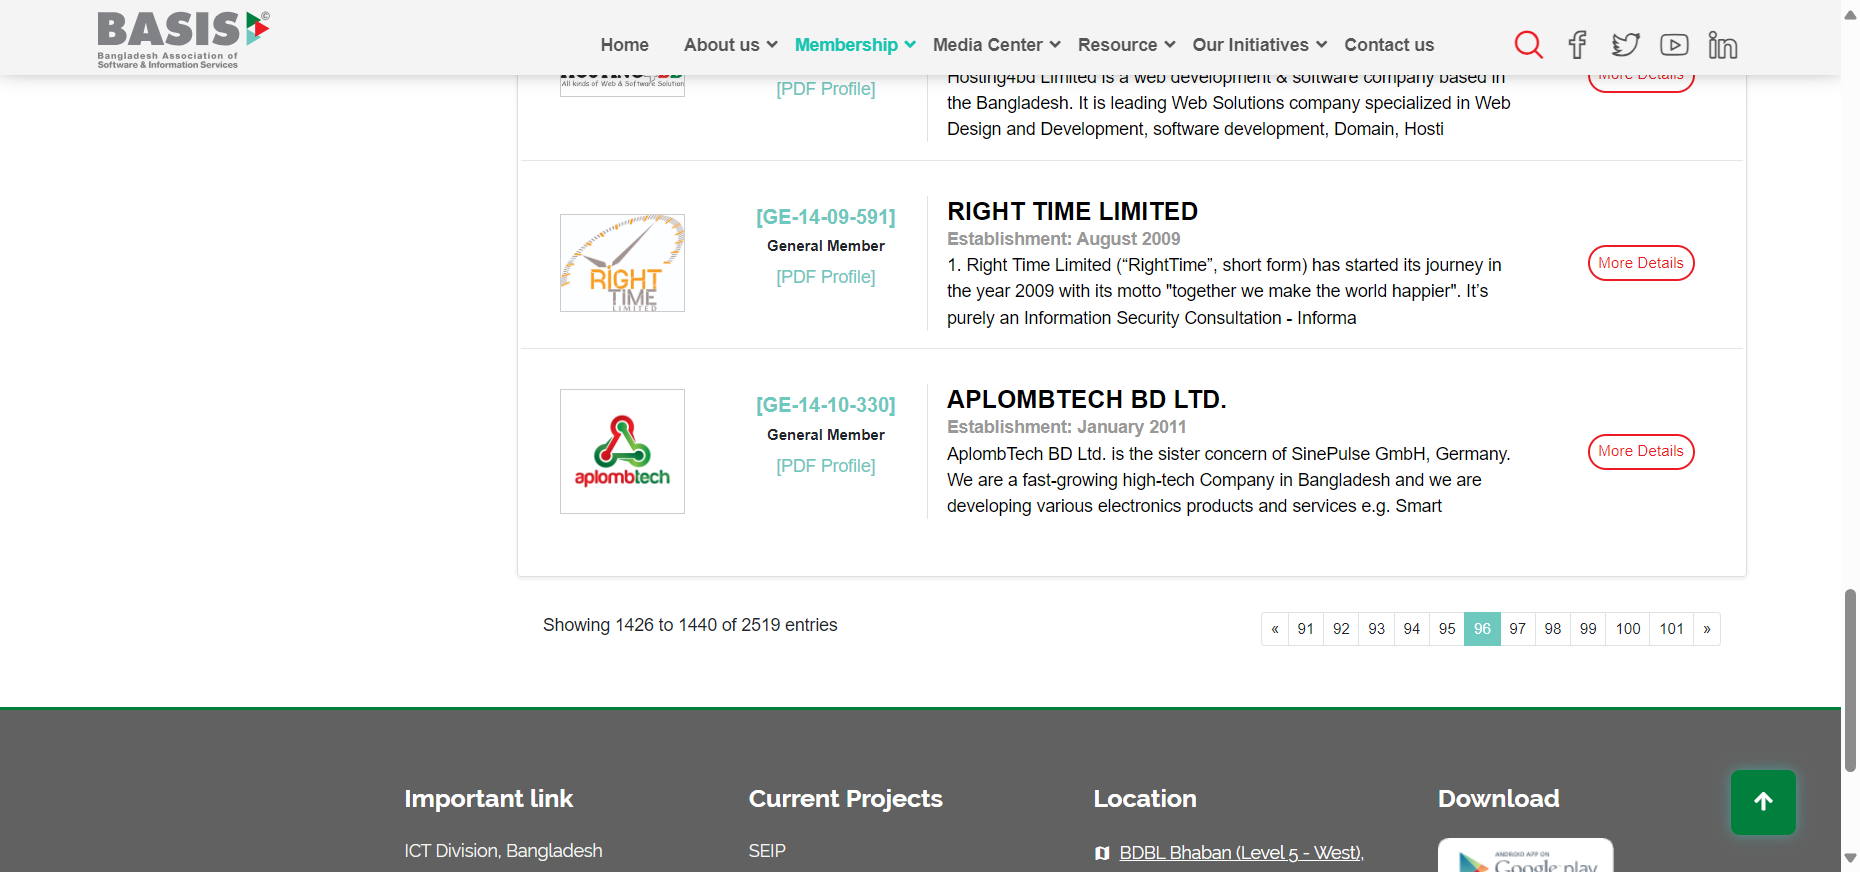 BASIS
©
Bangladesh Association of
Software & Information Services
Home
About us
Membership
Media Center
Resource
Our Initiatives
Contact us
All kinds of Web & Software Solution
[PDF Profile]
Hosting4bd Limited is a web development & software company based in
the Bangladesh. It is leading Web Solutions company specialized in Web
Design and Development, software development, Domain, Hosti
More Details
RIGHT
TIME
LIMITED
[GE-14-09-591]
General Member
[PDF Profile]
RIGHT TIME LIMITED
Establishment: August 2009
1. Right Time Limited (“RightTime”, short form) has started its journey in
the year 2009 with its motto "together we make the world happier". It’s
purely an Information Security Consultation - Informa
More Details
aplombtech
[GE-14-10-330]
General Member
[PDF Profile]
APLOMBTECH BD LTD.
Establishment: January 2011
AplombTech BD Ltd. is the sister concern of SinePulse GmbH, Germany.
We are a fast-growing high-tech Company in Bangladesh and we are
developing various electronics products and services e.g. Smart
More Details
Showing 1426 to 1440 of 2519 entries
« 91 92 93 94 95 96 97 98 99 100 101 »
Important link
ICT Division, Bangladesh
Current Projects
SEIP
Location
BDBL Bhaban (Level 5 - West),
Download
ANDROID APP ON
Google play